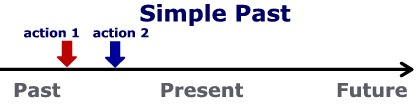 Simple Past
action 1 action 2
Past Present Future